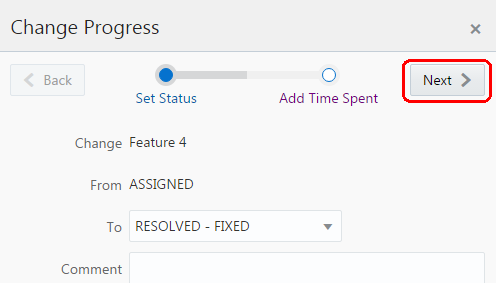 Change Progress
Back
Next
Set Status
Add Time Spent
Change Feature 4
From ASSIGNED
To RESOLVED - FIXED
Comment